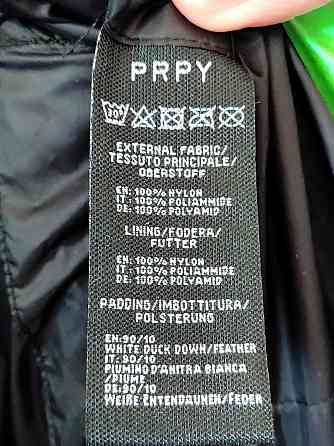 PRPY
30°
EXTERNAL FABRIC/
TESSUTO PRINCIPALE/
OBERSTOFF
EN: 100% NYLON
IT: 100% POLIAMMIDE
DE: 100% POLYAMID
LINING/FODERA/
FUTTER
EN: 100% NYLON
IT: 100% POLIAMMIDE
DE: 100% POLYAMID
PADDING/IMBOTTITURA/
POLSTERUNG
EN:90/10
WHITE DUCK DOWN/FEATHER
IT: 90/10
PIUMINO D'ANITRA BIANCA
/PIUME
DE:90/10
WEIßE ENTENDAUNEN/FEDER